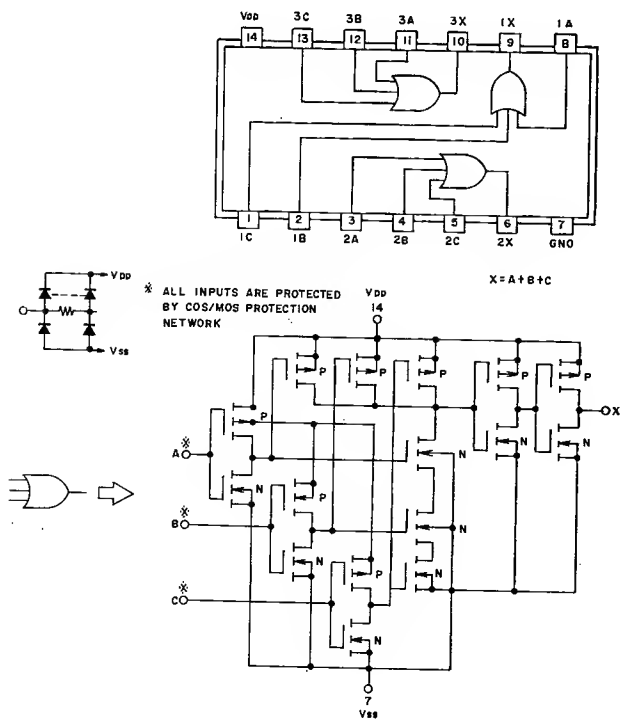 VDD 3C 3B 3A 3X 1X 1A
14 13 12 11 10 9 8
1 2 3 4 5 6 7
1C 1B 2A 2B 2C 2X GND
X=A+B+C
VDD
VSS
※ ALL INPUTS ARE PROTECTED
BY COS/MOS PROTECTION
NETWORK
VDD
14
P P P P P
P
A ※
N N N N
P
B ※
N N
P
N
※
C
N
7
VSS
X